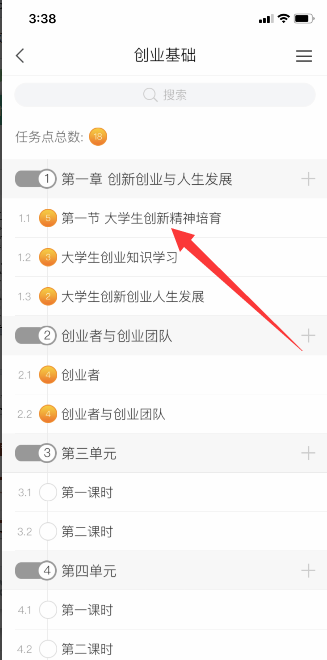 3:38
创业基础
搜索
任务点总数: 18
1 第一章 创新创业与人生发展
1.1 5 第一节 大学生创新精神培育
1.2 3 大学生创业知识学习
1.3 2 大学生创新创业人生发展
2 创业者与创业团队
2.1 4 创业者
2.2 4 创业者与创业团队
3 第三单元
3.1 第一课时
3.2 第二课时
4 第四单元
4.1 第一课时
4.2 第二课时